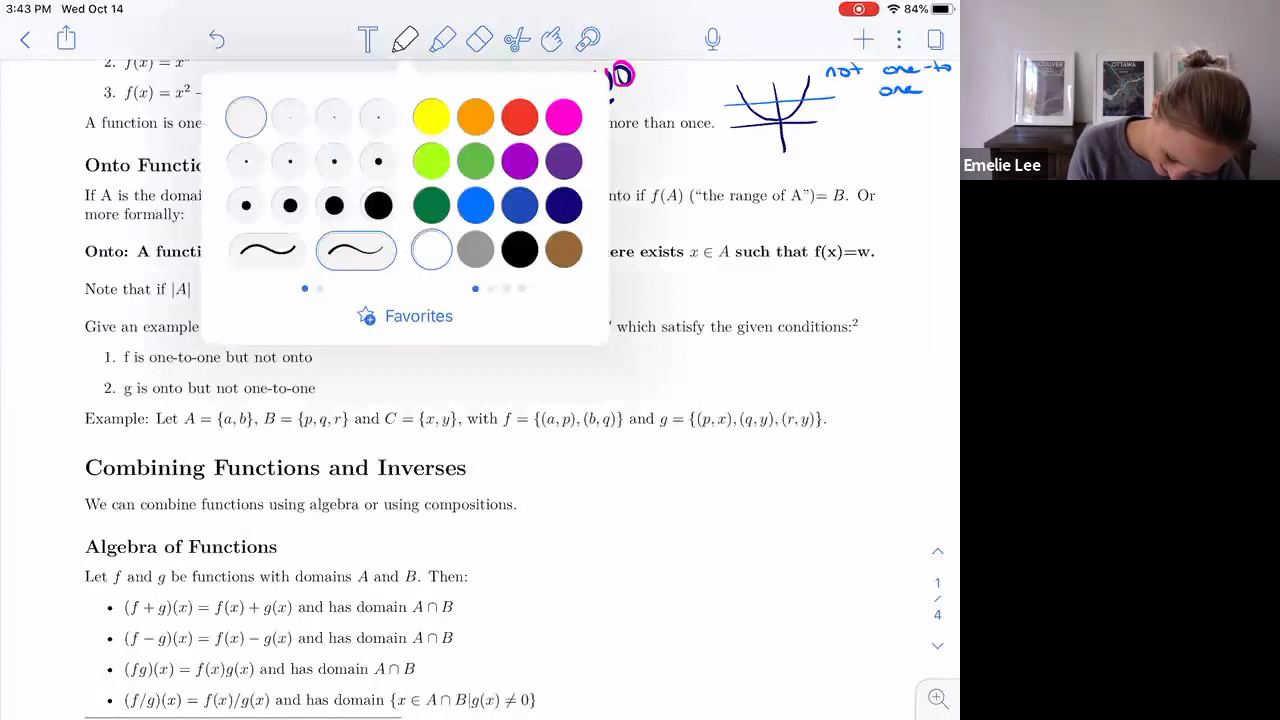 3:43 PM Wed Oct 14
84%
2. f(x) = x
3. f(x) = x² −
not one-to
one
A function is one- more than once.
Onto Functio
If A is the domai nto if f(A) (“the range of A”)= B. Or
more formally:
Onto: A functi ere exists x ∈ A such that f(x)=w.
Note that if |A|
Give an example which satisfy the given conditions:²
1. f is one-to-one but not onto
2. g is onto but not one-to-one
Example: Let A = {a, b}, B = {p, q, r} and C = {x, y}, with f = {(a, p), (b, q)} and g = {(p, x), (q, y), (r, y)}.
Combining Functions and Inverses
We can combine functions using algebra or using compositions.
Algebra of Functions
Let f and g be functions with domains A and B. Then:
• (f + g)(x) = f(x) + g(x) and has domain A ∩ B
• (f − g)(x) = f(x) − g(x) and has domain A ∩ B
• (fg)(x) = f(x)g(x) and has domain A ∩ B
• (f/g)(x) = f(x)/g(x) and has domain {x ∈ A ∩ B|g(x) ≠ 0}
Favorites
1
/
4
VANCOUVER
OTTAWA
Emelie Lee